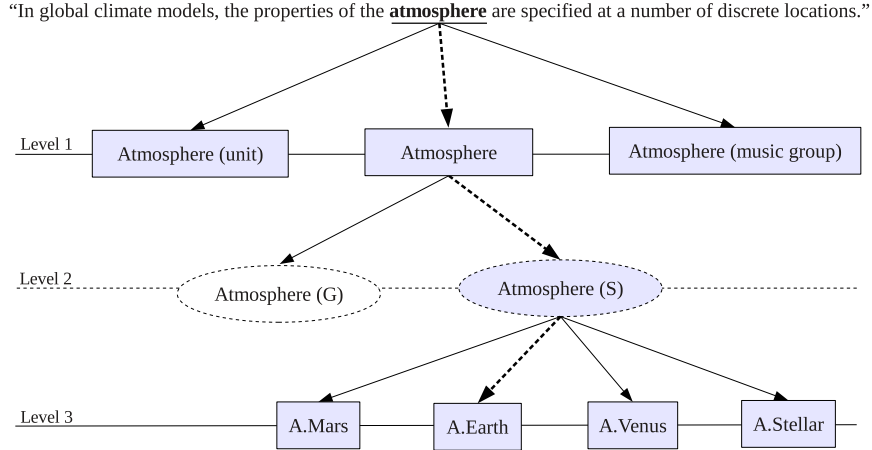 “In global climate models, the properties of the atmosphere are specified at a number of discrete locations.”
Level 1
Atmosphere (unit)
Atmosphere
Atmosphere (music group)
Level 2
Atmosphere (G)
Atmosphere (S)
Level 3
A.Mars
A.Earth
A.Venus
A.Stellar